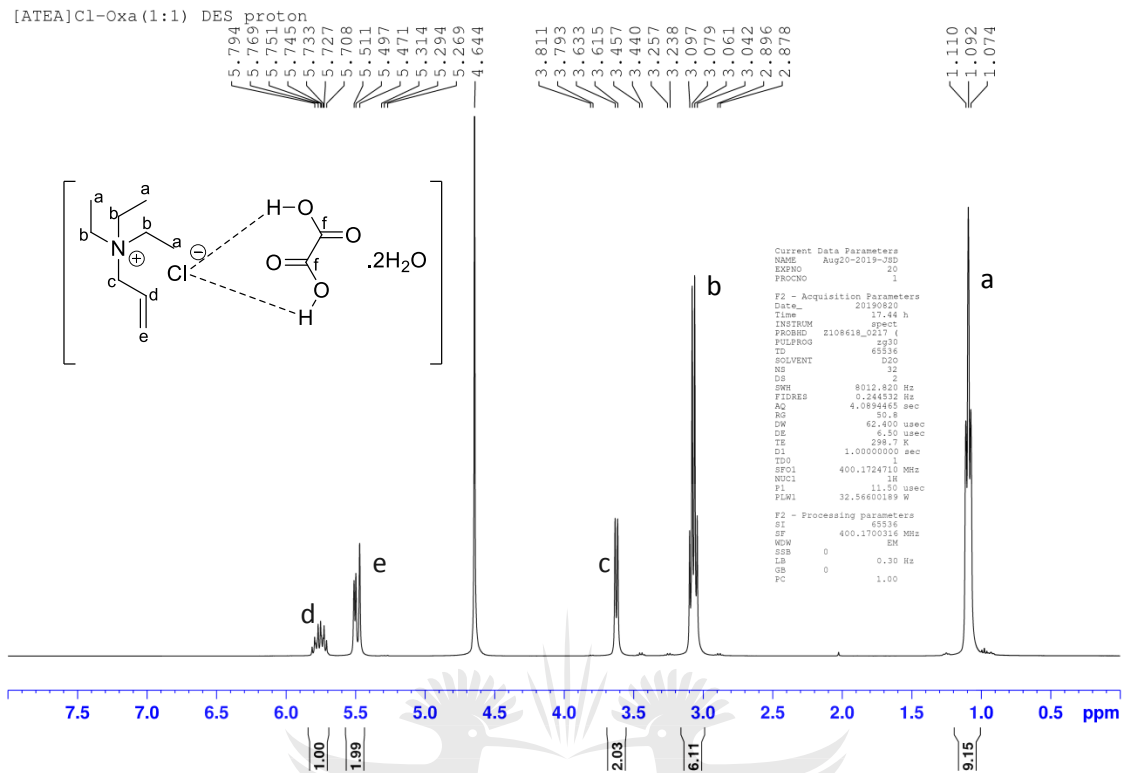 [ATEA]Cl-Oxa(1:1) DES proton
5.794
5.769
5.751
5.745
5.733
5.727
5.708
5.511
5.497
5.471
5.314
5.294
5.269
4.644
3.811
3.793
3.633
3.615
3.457
3.440
3.257
3.238
3.097
3.079
3.061
3.042
2.896
2.878
1.110
1.092
1.074
a
a
b
b
b
a
N
+
Cl
−
c
d
e
H
O
f
O
O
f
O
H
.2H₂O
Current Data Parameters
NAME Aug20-2019-JSD
EXPNO 20
PROCNO 1
F2 - Acquisition Parameters
Date_ 20190820
Time 17.44 h
INSTRUM spect
PROBHD Z108618_0217 (
PULPROG zg30
TD 65536
SOLVENT D2O
NS 32
DS 2
SWH 8012.820 Hz
FIDRES 0.244532 Hz
AQ 4.0894465 sec
RG 50.8
DW 62.400 usec
DE 6.50 usec
TE 298.7 K
D1 1.00000000 sec
TD0 1
SFO1 400.1724710 MHz
NUC1 1H
P1 11.50 usec
PLW1 32.56600189 W
F2 - Processing parameters
SI 65536
SF 400.1700316 MHz
WDW EM
SSB 0
LB 0.30 Hz
GB 0
PC 1.00
d
e
c
b
a
7.5 7.0 6.5 6.0 5.5 5.0 4.5 4.0 3.5 3.0 2.5 2.0 1.5 1.0 0.5 ppm
1.00
1.99
2.03
6.11
9.15